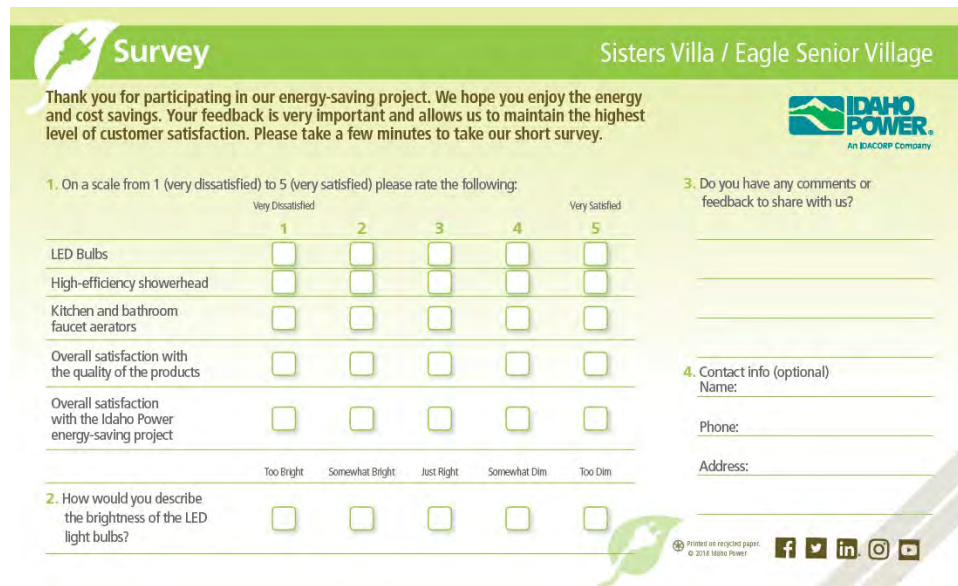 Survey
Sisters Villa / Eagle Senior Village
Thank you for participating in our energy-saving project. We hope you enjoy the energy
and cost savings. Your feedback is very important and allows us to maintain the highest
level of customer satisfaction. Please take a few minutes to take our short survey.
IDAHO
POWER®
An IDACORP Company
1. On a scale from 1 (very dissatisfied) to 5 (very satisfied) please rate the following:
Very Dissatisfied Very Satisfied
1 2 3 4 5
LED Bulbs
High-efficiency showerhead
Kitchen and bathroom
faucet aerators
Overall satisfaction with
the quality of the products
Overall satisfaction
with the Idaho Power
energy-saving project
Too Bright Somewhat Bright Just Right Somewhat Dim Too Dim
2. How would you describe
the brightness of the LED
light bulbs?
3. Do you have any comments or
feedback to share with us?
4. Contact info (optional)
Name:
Phone:
Address:
Printed on recycled paper.
© 2018 Idaho Power